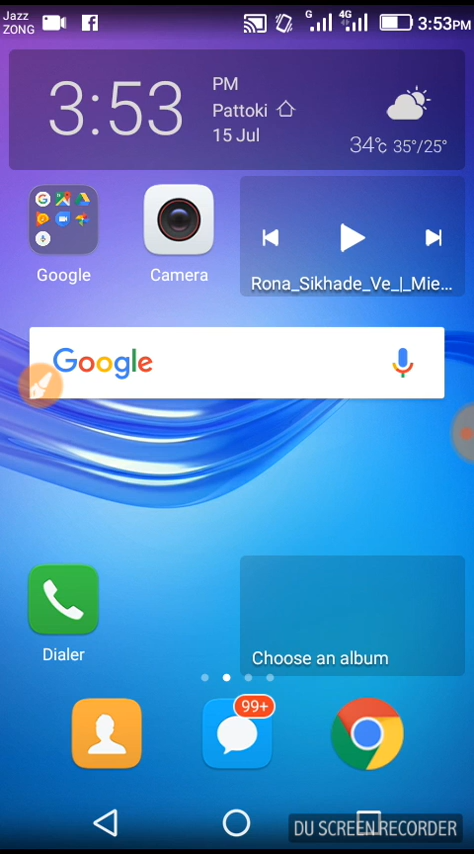 Jazz
ZONG
G
4G
3:53PM
3:53
PM
Pattoki
15 Jul
34°c 35°/25°
Google
Camera
Rona_Sikhade_Ve_|_Mie...
Google
Dialer
Choose an album
99+
DU SCREEN RECORDER